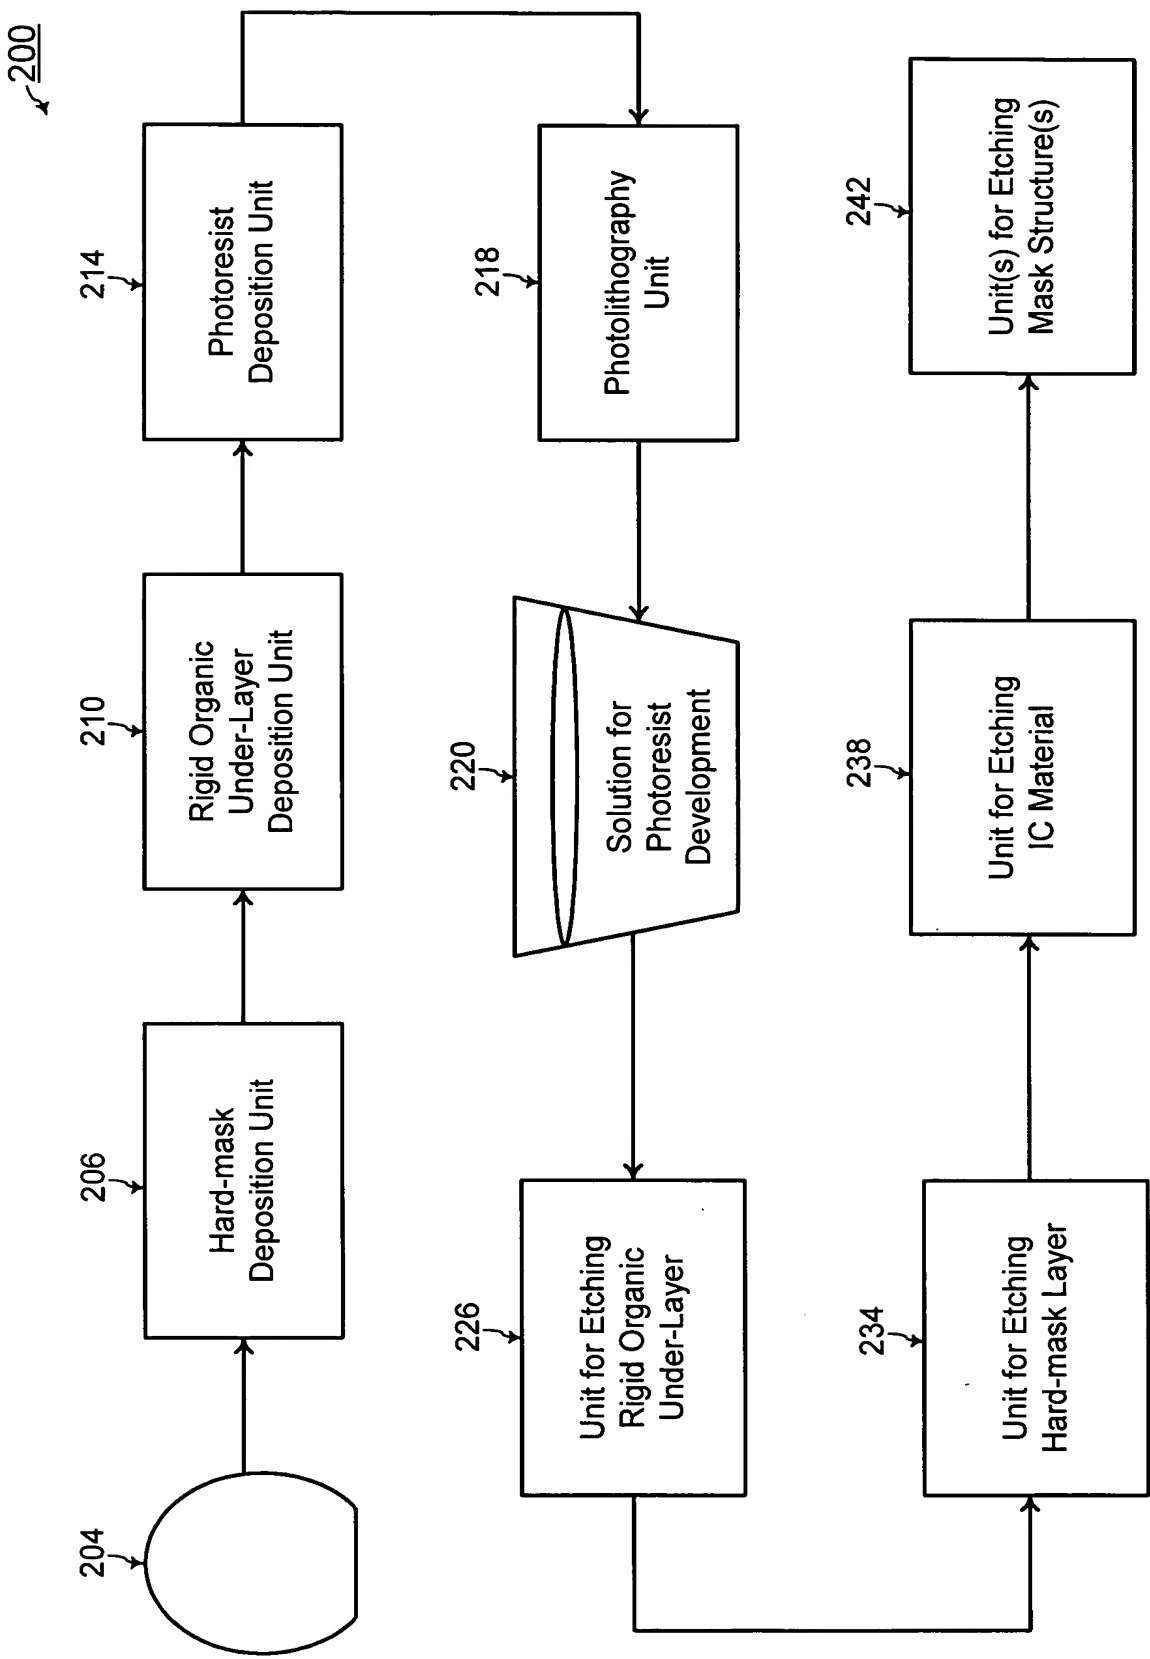 200
204
206
Hard-mask
Deposition Unit
210
Rigid Organic
Under-Layer
Deposition Unit
214
Photoresist
Deposition Unit
218
Photolithography
Unit
220
Solution for
Photoresist
Development
226
Unit for Etching
Rigid Organic
Under-Layer
234
Unit for Etching
Hard-mask Layer
238
Unit for Etching
IC Material
242
Unit(s) for Etching
Mask Structure(s)